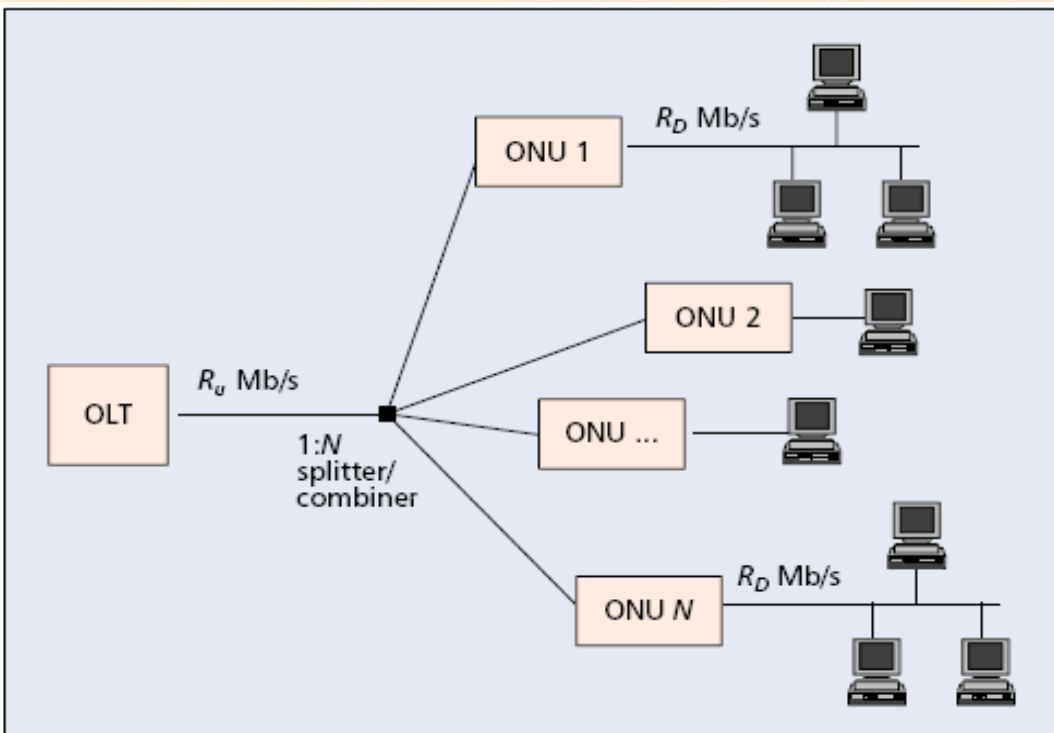 R_D Mb/s
ONU 1
ONU 2
R_u Mb/s
OLT
ONU ...
1:N
splitter/
combiner
R_D Mb/s
ONU N